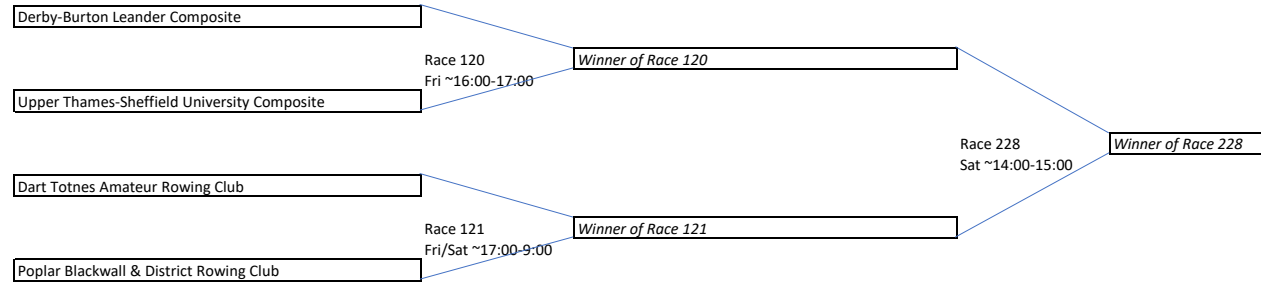 Derby-Burton Leander Composite
Race 120
Fri ~16:00-17:00
Winner of Race 120
Upper Thames-Sheffield University Composite
Race 228
Sat ~14:00-15:00
Winner of Race 228
Dart Totnes Amateur Rowing Club
Race 121
Fri/Sat ~17:00-9:00
Winner of Race 121
Poplar Blackwall & District Rowing Club